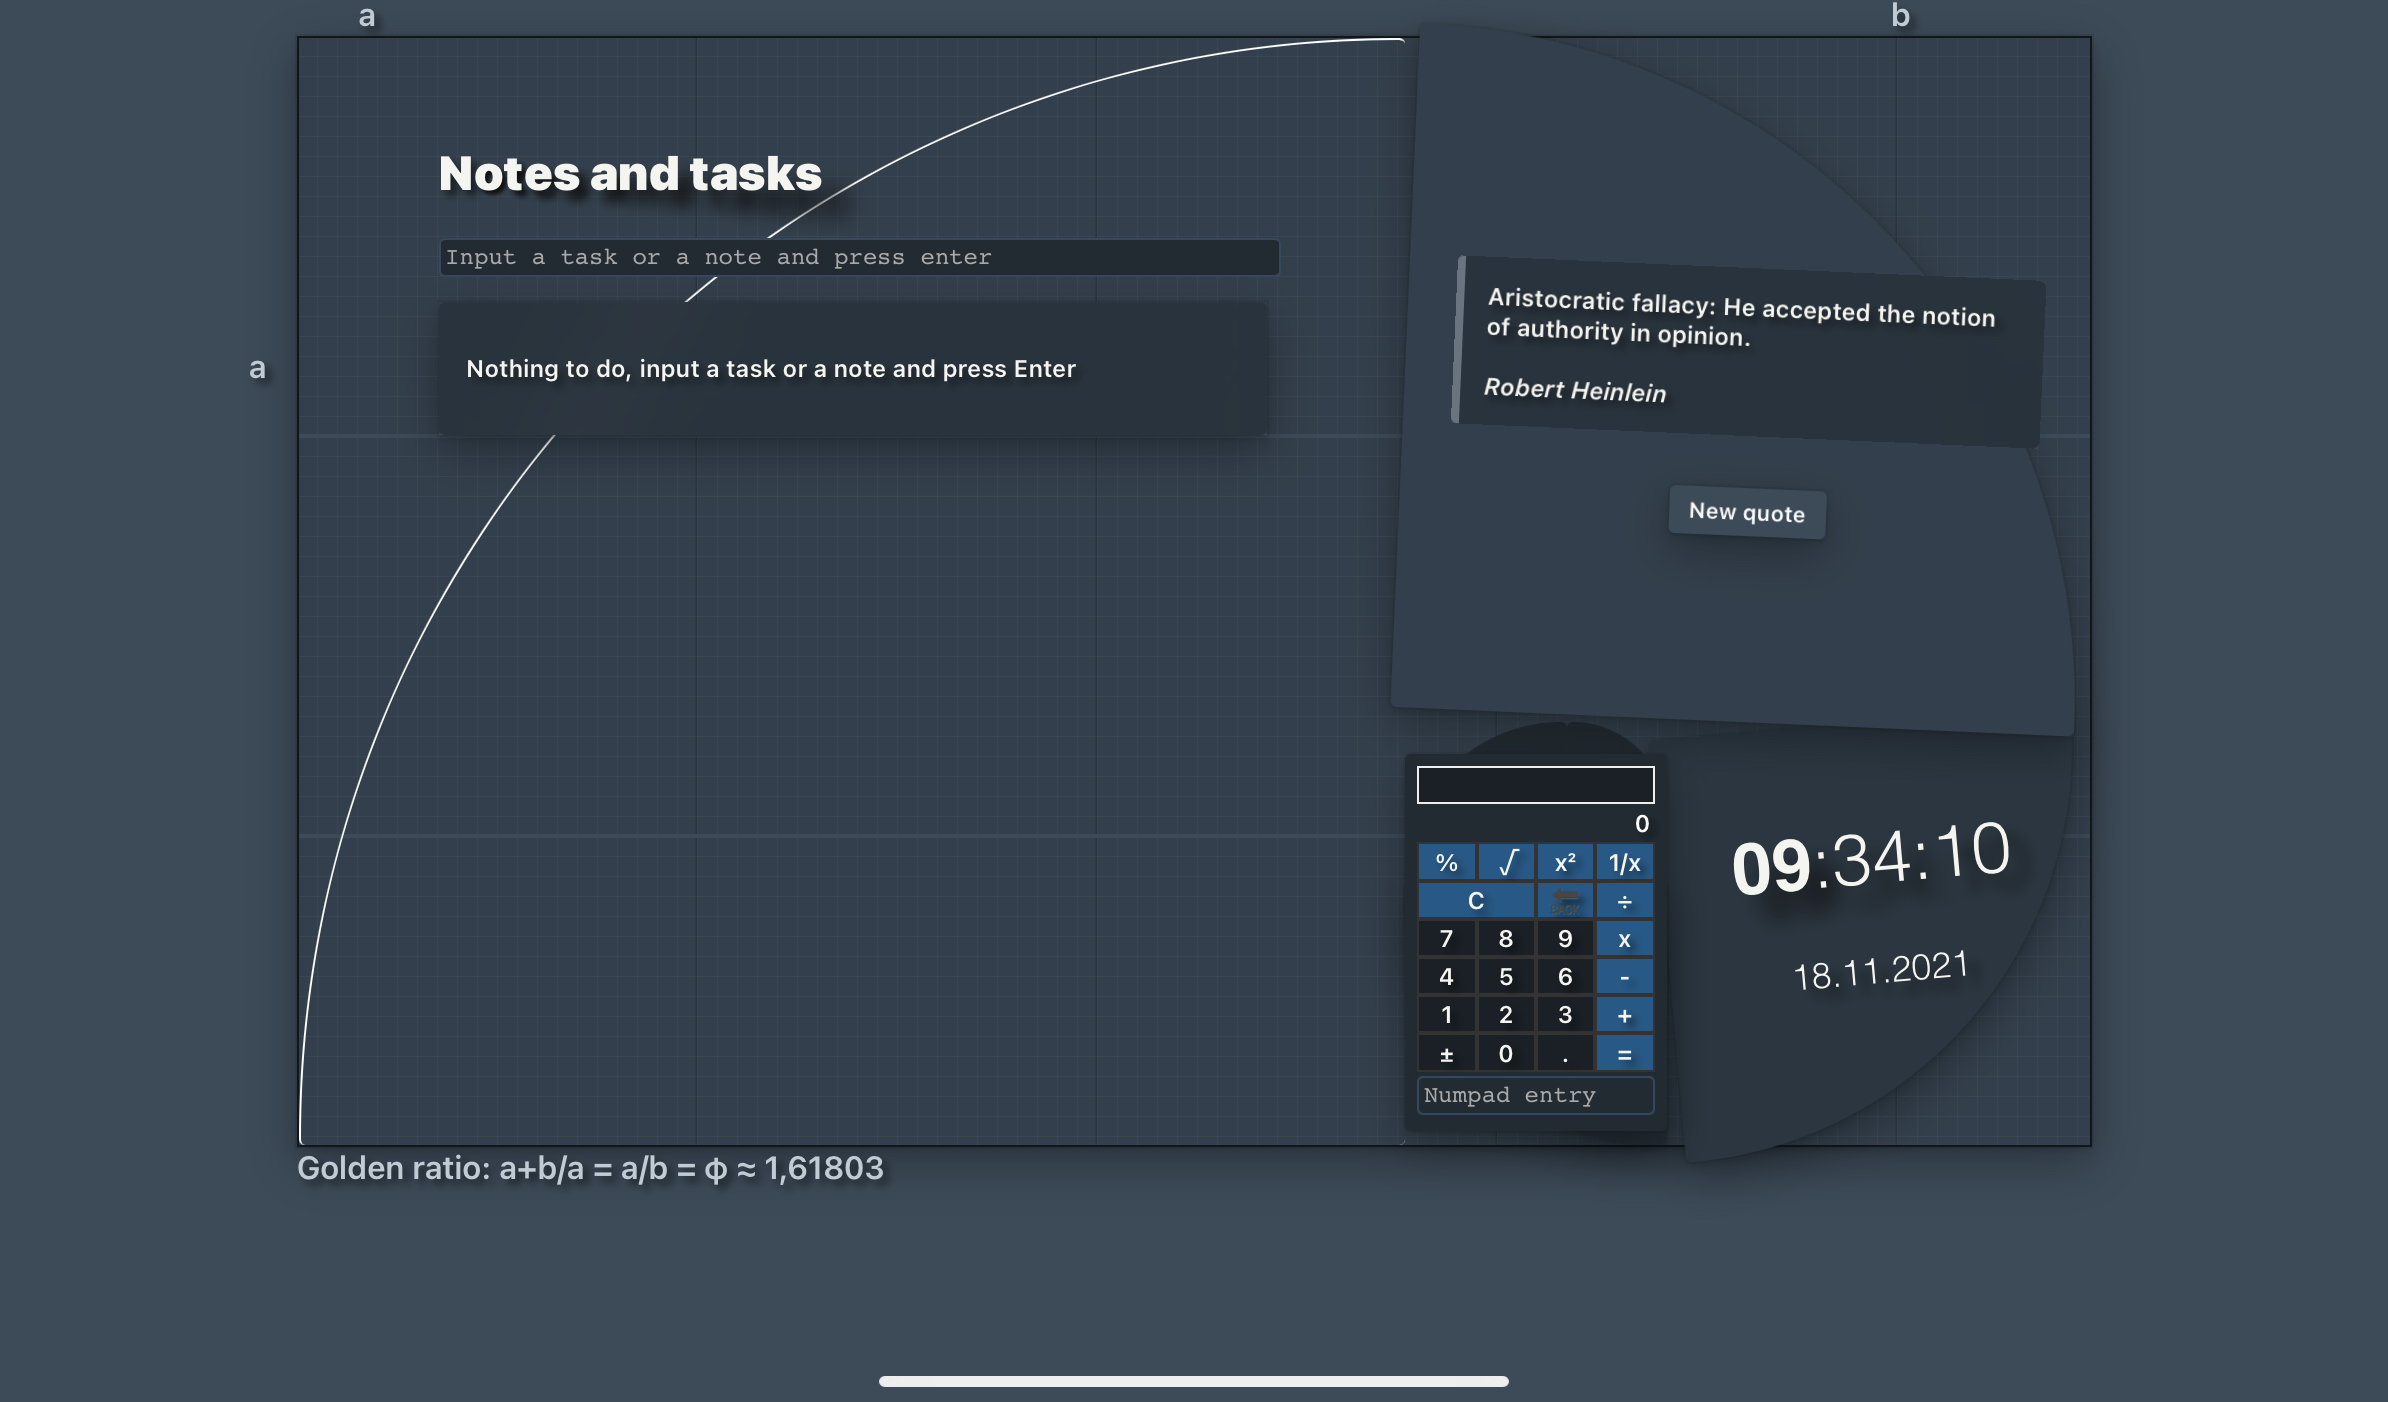 a
b
Notes and tasks
Input a task or a note and press enter
a
Nothing to do, input a task or a note and press Enter
Aristocratic fallacy: He accepted the notion
of authority in opinion.
Robert Heinlein
New quote
0
% √ x² 1/x
C BACK ÷
7 8 9 x
4 5 6 -
1 2 3 +
± 0 . =
Numpad entry
09:34:10
18.11.2021
Golden ratio: a+b/a = a/b = ϕ ≈ 1,61803